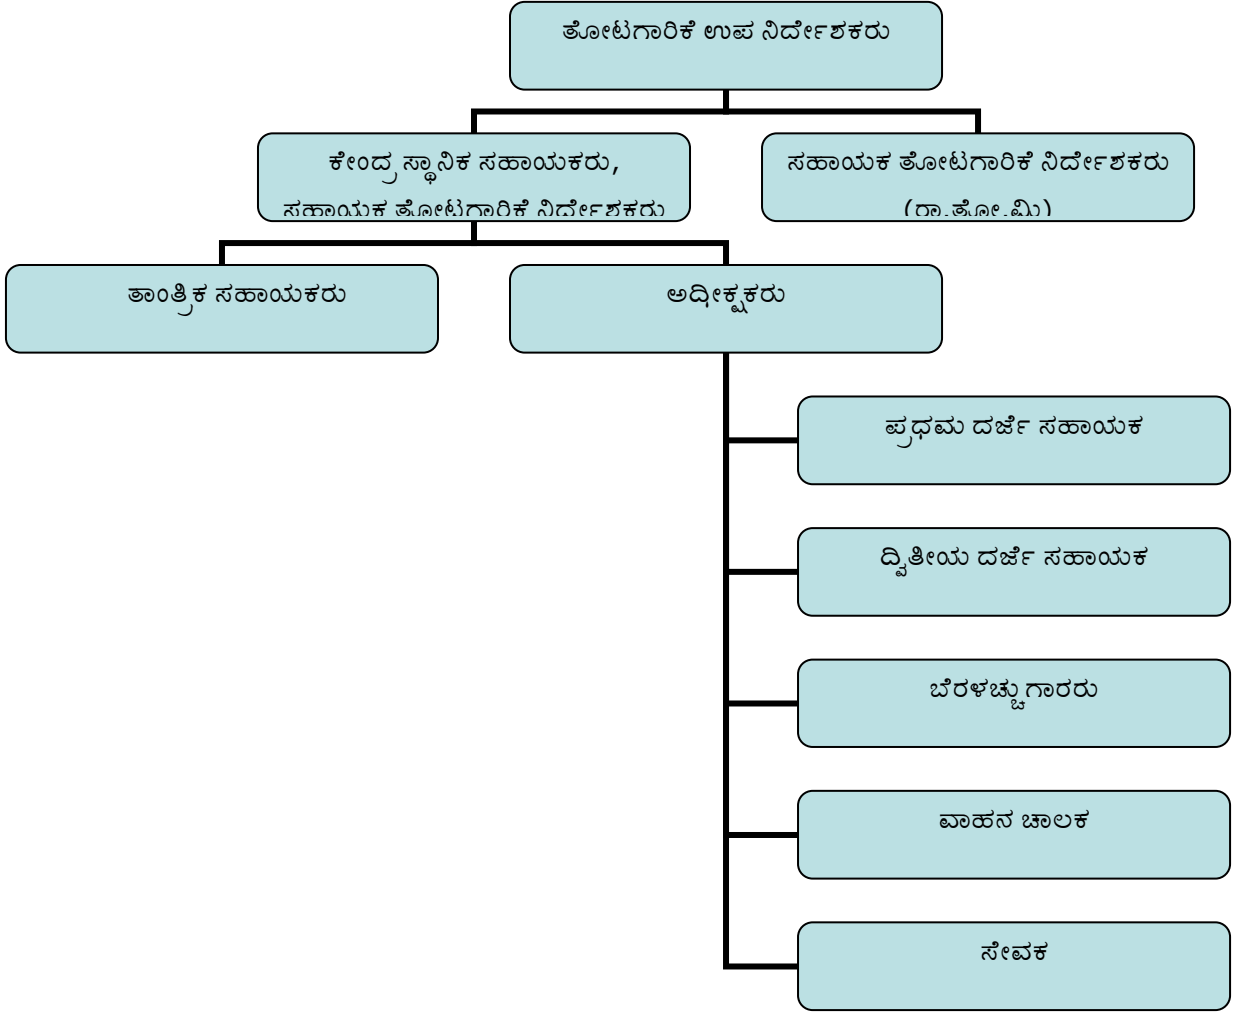 ತೋಟಗಾರಿಕೆ ಉಪ ನಿರ್ದೇಶಕರು
ಕೇಂದ್ರ ಸ್ಥಾನಿಕ ಸಹಾಯಕರು,
ಸಹಾಯಕ ತೋಟಗಾರಿಕೆ ನಿರ್ದೇಶಕರು
ಸಹಾಯಕ ತೋಟಗಾರಿಕೆ ನಿರ್ದೇಶಕರು
(ರಾ.ತೋ.ಮಿ)
ತಾಂತ್ರಿಕ ಸಹಾಯಕರು
ಅಧೀಕ್ಷಕರು
ಪ್ರಧಮ ದರ್ಜೆ ಸಹಾಯಕ
ದ್ವಿತೀಯ ದರ್ಜೆ ಸಹಾಯಕ
ಬೆರಳಚ್ಚುಗಾರರು
ವಾಹನ ಚಾಲಕ
ಸೇವಕ